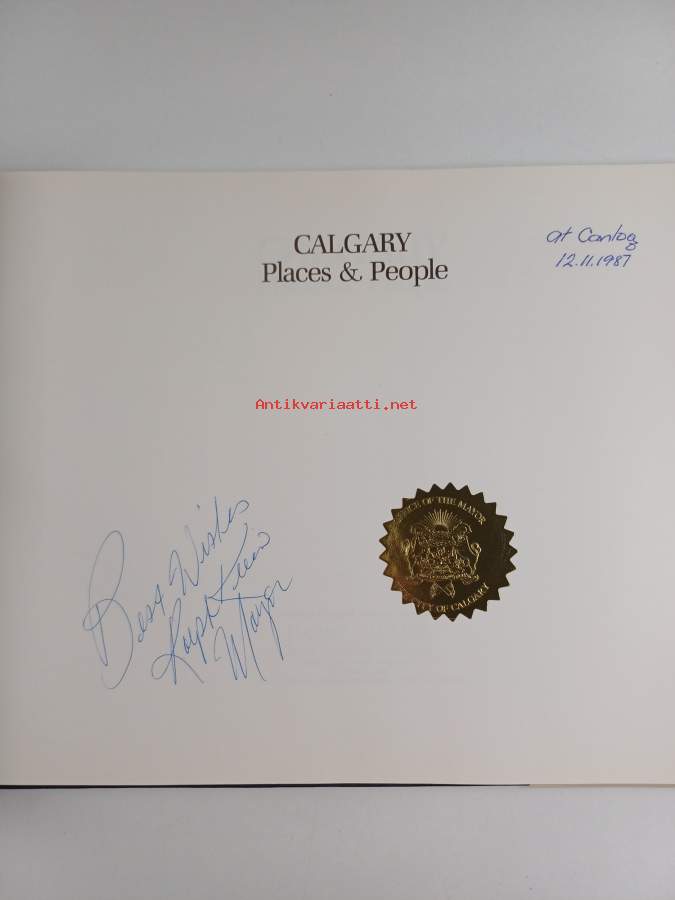 CALGARY
Places & People
at Canlog
12.11.1987
Antikvariaatti.net
OFFICE OF THE MAYOR
CITY OF CALGARY
Best Wishes
Ralph Klein
Mayor